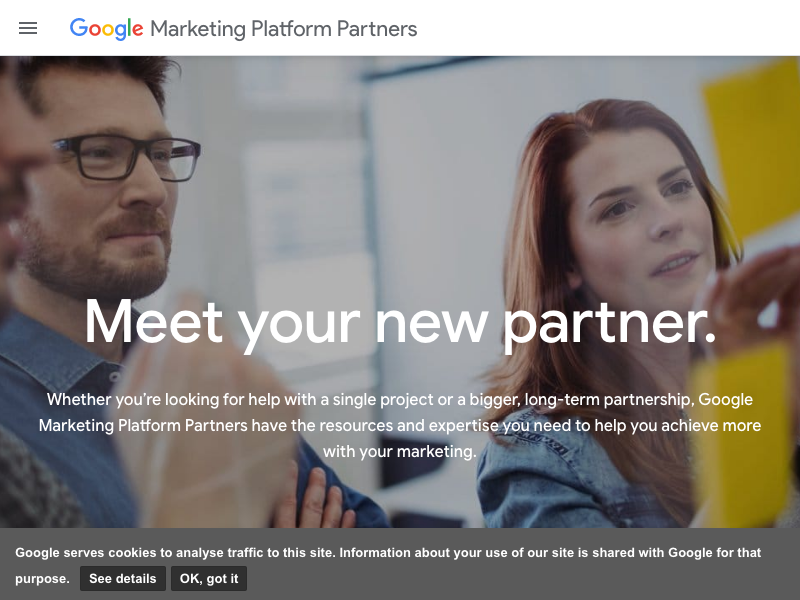 Google Marketing Platform Partners
Meet your new partner.
Whether you’re looking for help with a single project or a bigger, long-term partnership, Google
Marketing Platform Partners have the resources and expertise you need to help you achieve more
with your marketing.
Google serves cookies to analyse traffic to this site. Information about your use of our site is shared with Google for that
purpose. See details OK, got it